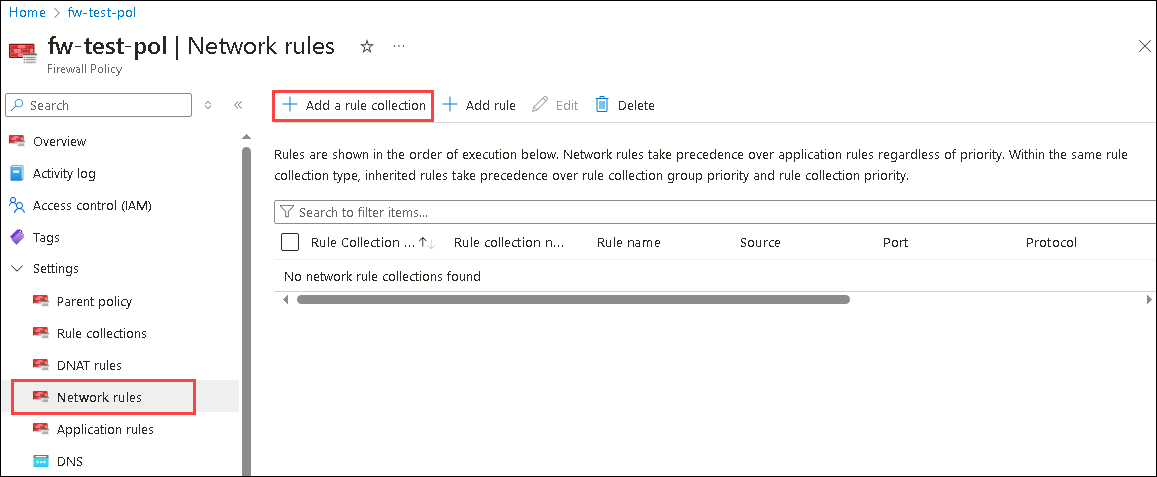 Home > fw-test-pol
fw-test-pol | Network rules
Firewall Policy
Search
Add a rule collection
Add rule
Edit
Delete
Overview
Activity log
Access control (IAM)
Tags
Settings
Parent policy
Rule collections
DNAT rules
Network rules
Application rules
DNS
Rules are shown in the order of execution below. Network rules take precedence over application rules regardless of priority. Within the same rule
collection type, inherited rules take precedence over rule collection group priority and rule collection priority.
Search to filter items...
Rule Collection ... Rule collection n... Rule name Source Port Protocol
No network rule collections found